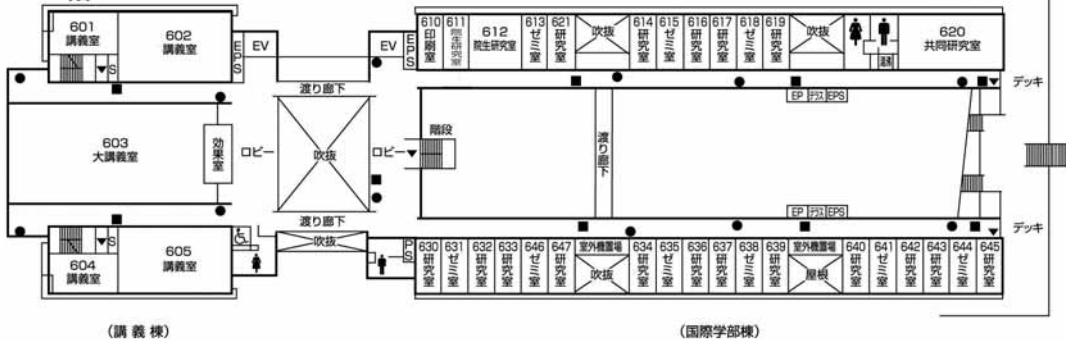 601
講義室
602
講義室
S
EPS
EV
EV
EPS
610
印刷室
611
院生研究室
612
院生研究室
613
ゼミ室
621
研究室
吹抜
614
研究室
615
ゼミ室
616
研究室
617
研究室
618
ゼミ室
619
研究室
吹抜
620
共同研究室
デッキ
渡り廊下
EP
テラス
EPS
603
大講義室
効果室
ロビー
吹抜
ロビー
階段
渡り廊下
渡り廊下
EP
テラス
EPS
デッキ
S
604
講義室
605
講義室
吹抜
PS
630
研究室
631
ゼミ室
632
研究室
633
研究室
646
ゼミ室
647
研究室
室外機置場
吹抜
634
研究室
635
ゼミ室
636
研究室
637
研究室
638
ゼミ室
639
研究室
室外機置場
屋根
640
研究室
641
ゼミ室
642
研究室
643
研究室
644
ゼミ室
645
研究室
(講義棟)
(国際学部棟)